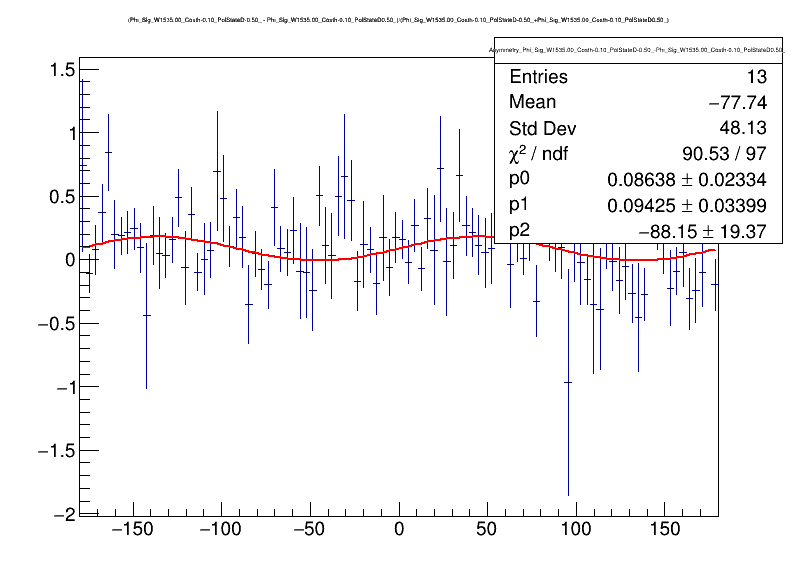 (Phi_Sig_W1535.00_Costh-0.10_PolStateD-0.50_ - Phi_Sig_W1535.00_Costh-0.10_PolStateD0.50_)/(Phi_Sig_W1535.00_Costh-0.10_PolStateD-0.50_+Phi_Sig_W1535.00_Costh-0.10_PolStateD0.50_)
Asymmetry_Phi_Sig_W1535.00_Costh-0.10_PolStateD-0.50_-Phi_Sig_W1535.00_Costh-0.10_PolStateD0.50_
Entries 13
Mean −77.74
Std Dev 48.13
χ² / ndf 90.53 / 97
p0 0.08638 ± 0.02334
p1 0.09425 ± 0.03399
p2 −88.15 ± 19.37
1.5
1
0.5
0
−0.5
−1
−1.5
−2
−150 −100 −50 0 50 100 150